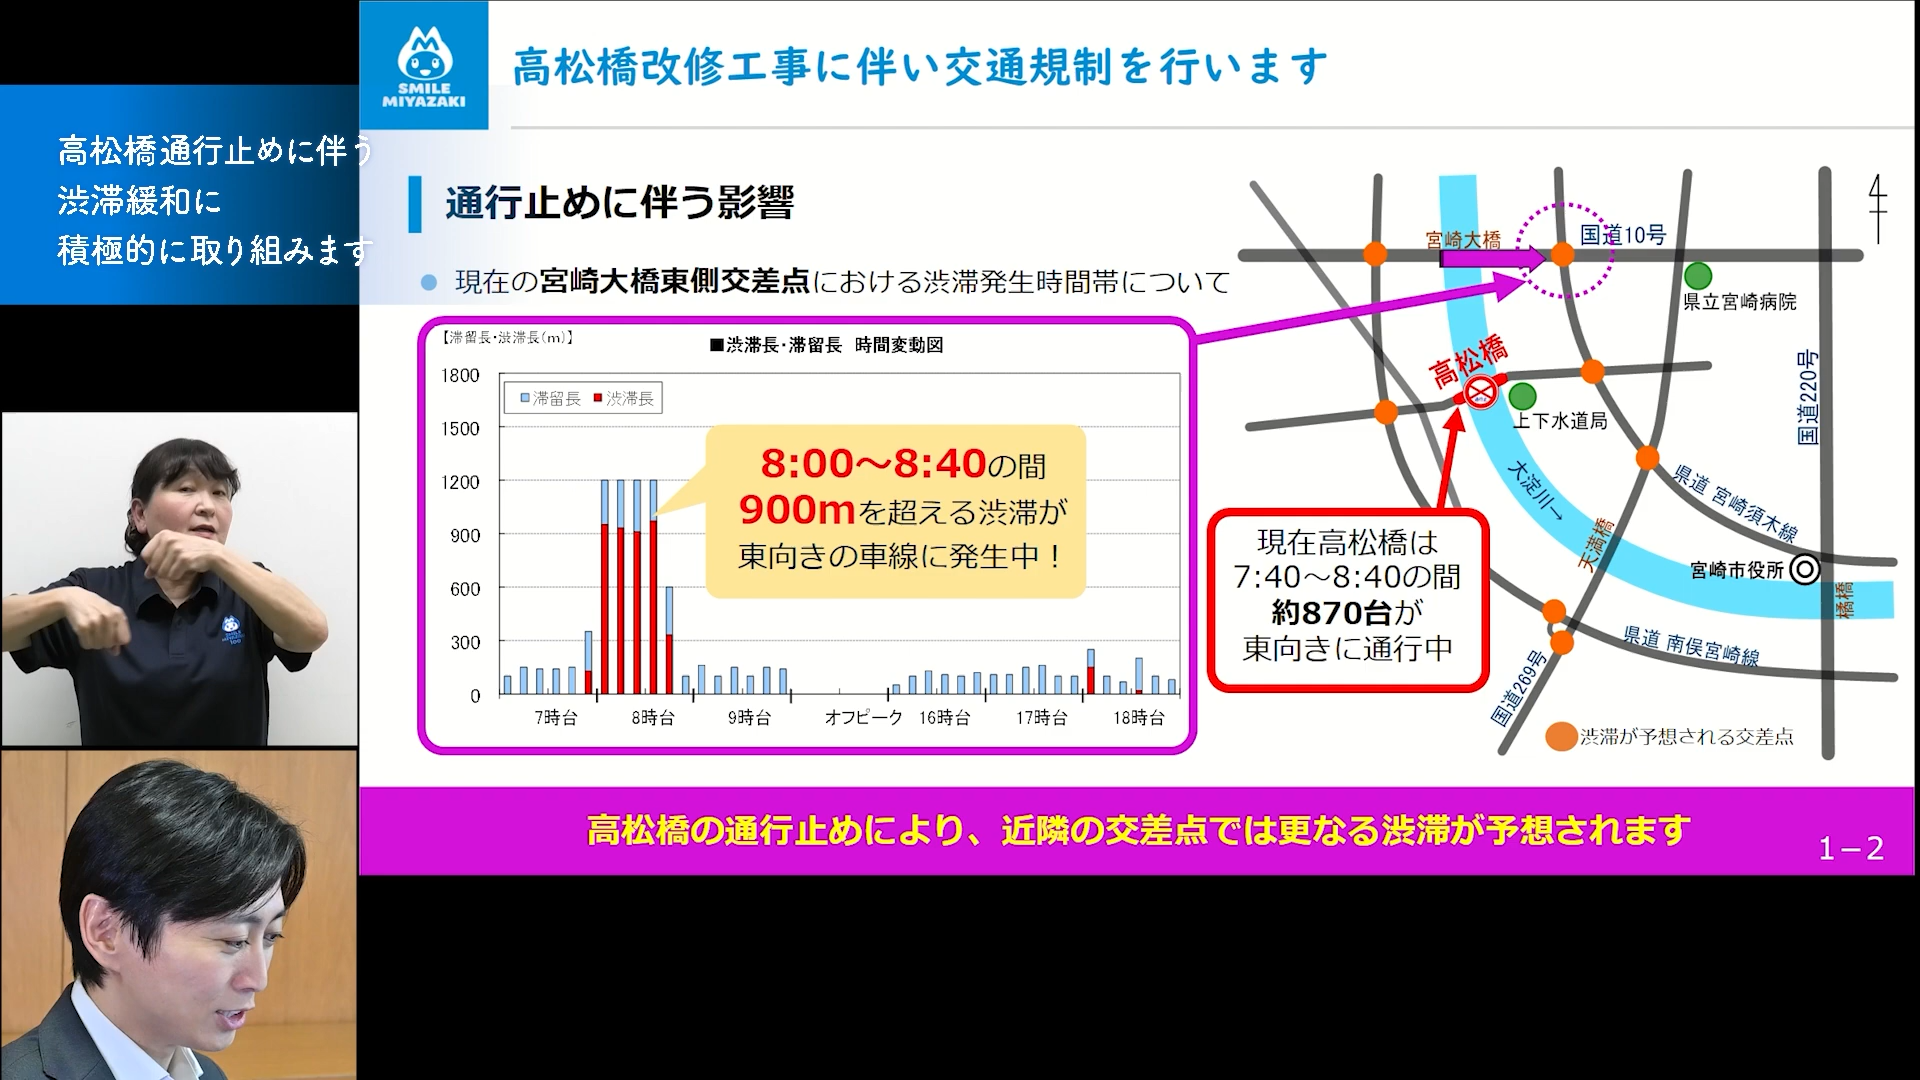 SMILE
MIYAZAKI
高松橋改修工事に伴い交通規制を行います
高松橋通行止めに伴う
渋滞緩和に
積極的に取り組みます
通行止めに伴う影響
現在の宮崎大橋東側交差点における渋滞発生時間帯について
【滞留長・渋滞長(m)】
■渋滞長・滞留長 時間変動図
滞留長 渋滞長
1800
1500
1200
900
600
300
0
7時台 8時台 9時台 オフピーク 16時台 17時台 18時台
8:00～8:40の間
900mを超える渋滞が
東向きの車線に発生中！
宮崎大橋
国道10号
県立宮崎病院
高松橋
上下水道局
国道220号
大淀川→
天満橋
県道 宮崎須木線
宮崎市役所
橘橋
県道 南俣宮崎線
国道269号
渋滞が予想される交差点
現在高松橋は
7:40～8:40の間
約870台が
東向きに通行中
高松橋の通行止めにより、近隣の交差点では更なる渋滞が予想されます
1－2